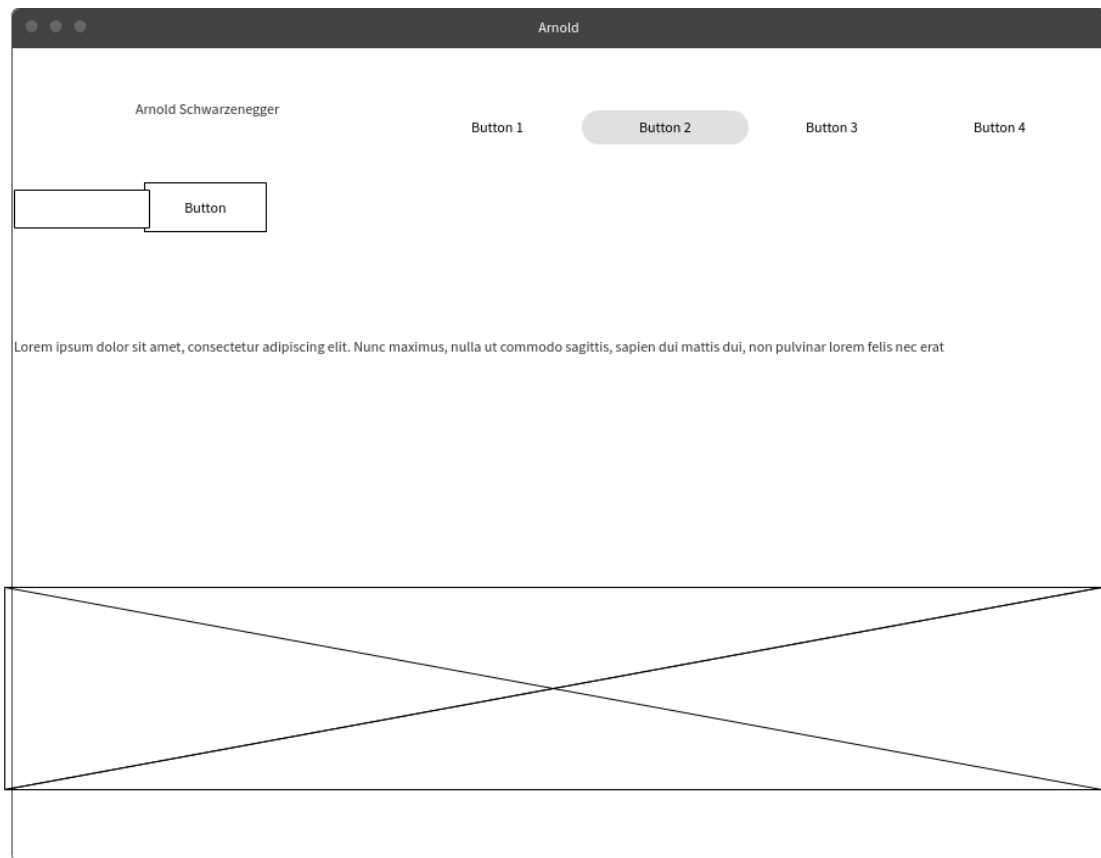 Arnold
Arnold Schwarzenegger
Button 1
Button 2
Button 3
Button 4
Button
Lorem ipsum dolor sit amet, consectetur adipiscing elit. Nunc maximus, nulla ut commodo sagittis, sapien dui mattis dui, non pulvinar lorem felis nec erat